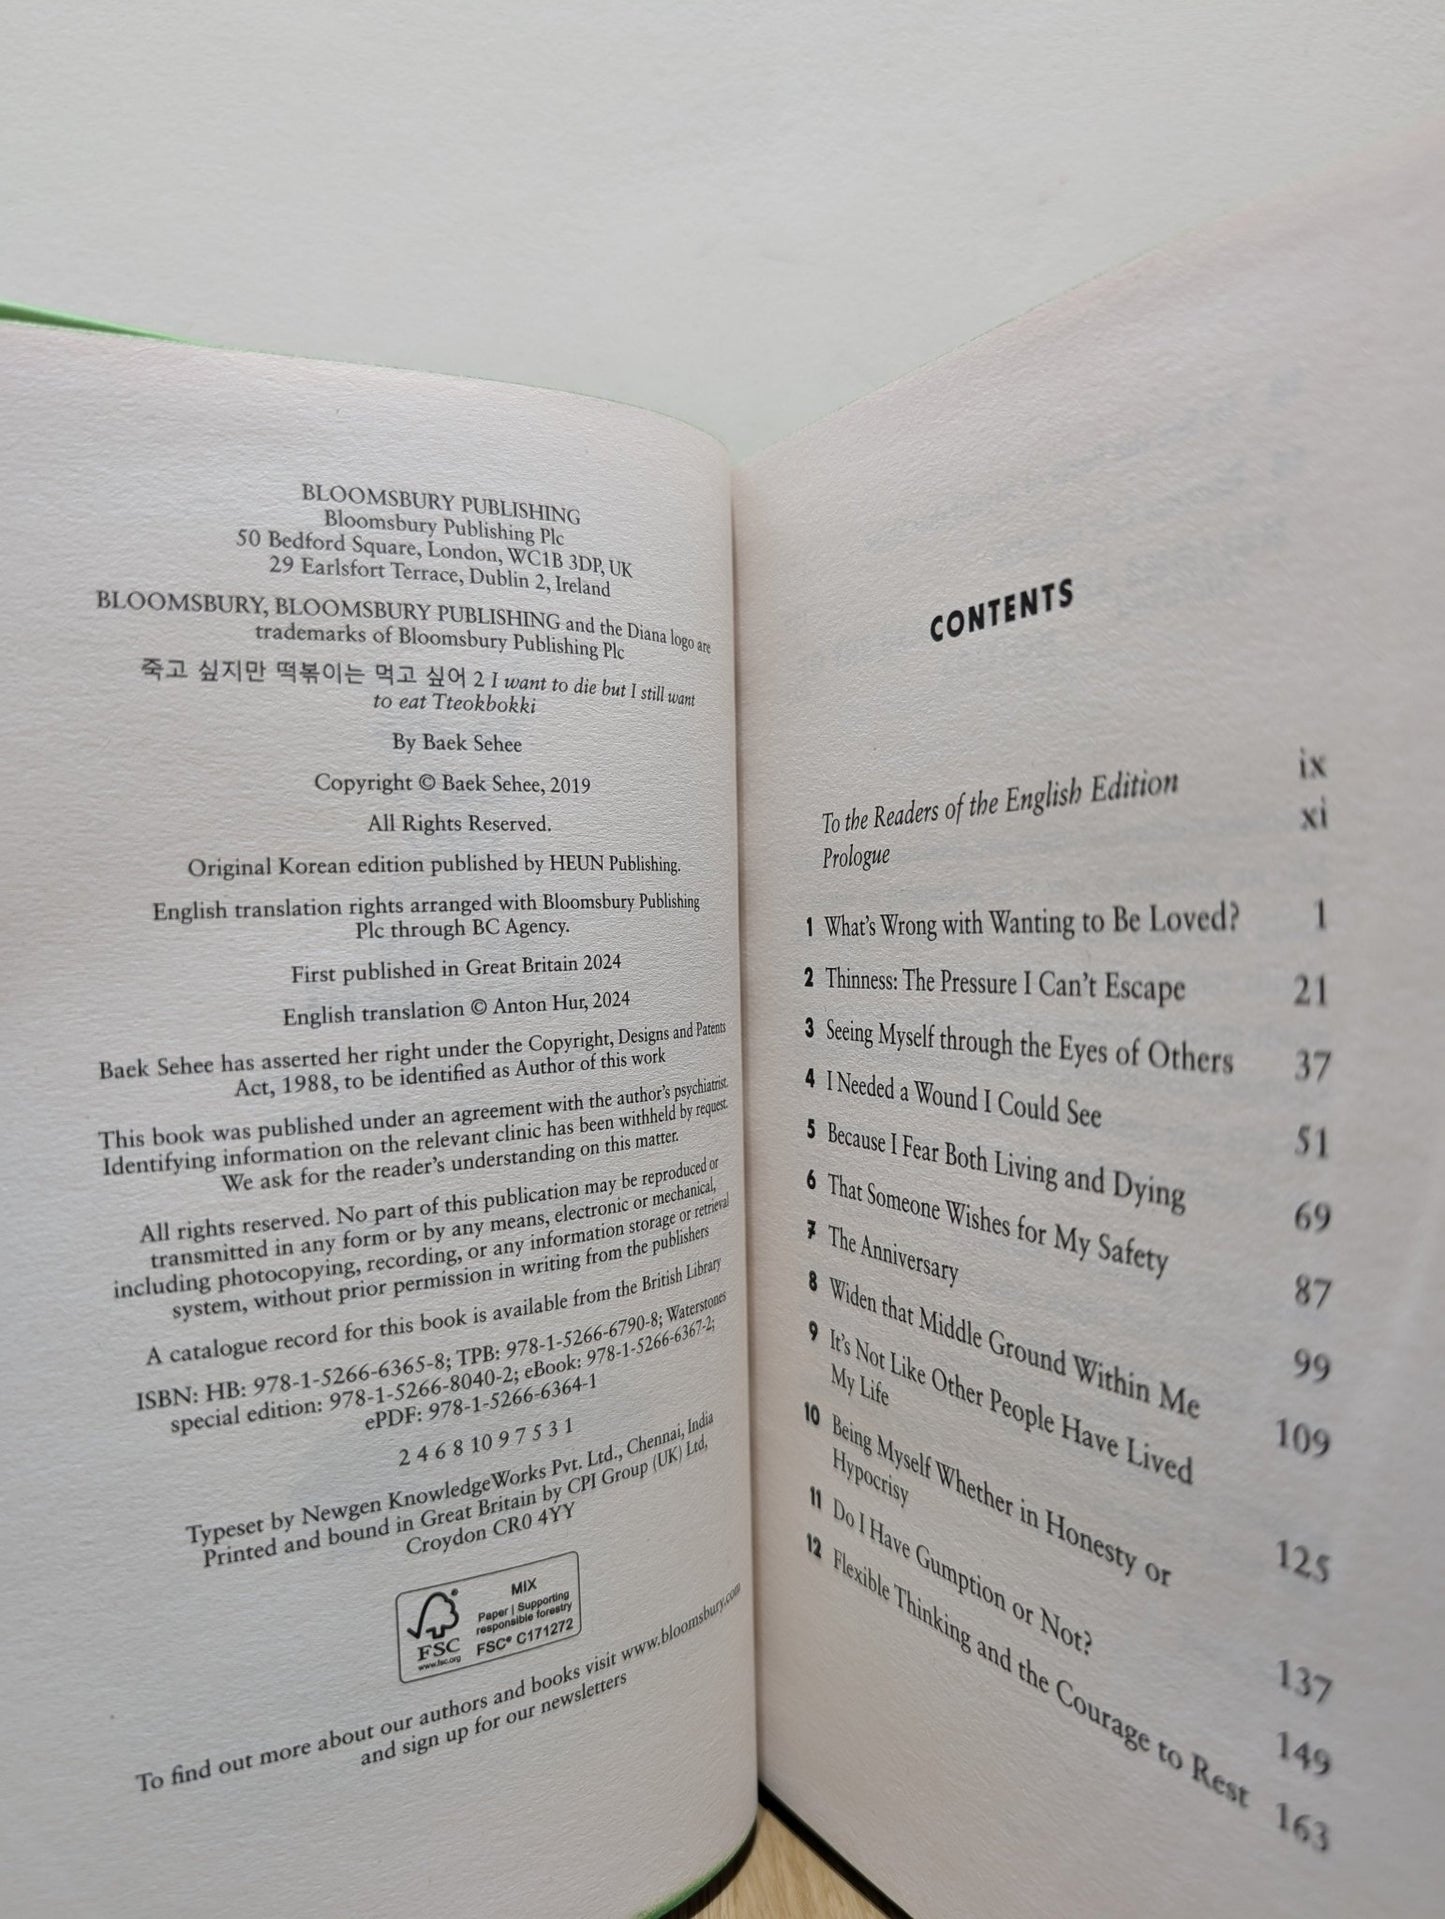 BLOOMSBURY PUBLISHING
Bloomsbury Publishing Plc
50 Bedford Square, London, WC1B 3DP, UK
29 Earlsfort Terrace, Dublin 2, Ireland
BLOOMSBURY, BLOOMSBURY PUBLISHING and the Diana logo are
trademarks of Bloomsbury Publishing Plc
죽고 싶지만 떡볶이는 먹고 싶어 2 I want to die but I still want
to eat Tteokbokki
By Baek Sehee
Copyright © Baek Sehee, 2019
All Rights Reserved.
Original Korean edition published by HEUN Publishing.
English translation rights arranged with Bloomsbury Publishing
Plc through BC Agency.
First published in Great Britain 2024
English translation © Anton Hur, 2024
Baek Sehee has asserted her right under the Copyright, Designs and Patents
Act, 1988, to be identified as Author of this work
This book was published under an agreement with the author's psychiatrist.
Identifying information on the relevant clinic has been withheld by request.
We ask for the reader's understanding on this matter.
All rights reserved. No part of this publication may be reproduced or
transmitted in any form or by any means, electronic or mechanical,
including photocopying, recording, or any information storage or retrieval
system, without prior permission in writing from the publishers
A catalogue record for this book is available from the British Library
ISBN: HB: 978-1-5266-6365-8; TPB: 978-1-5266-6790-8; Waterstones
special edition: 978-1-5266-8040-2; eBook: 978-1-5266-6367-2;
ePDF: 978-1-5266-6364-1
2 4 6 8 10 9 7 5 3 1
Typeset by Newgen KnowledgeWorks Pvt. Ltd., Chennai, India
Printed and bound in Great Britain by CPI Group (UK) Ltd,
Croydon CR0 4YY
FSC
www.fsc.org
MIX
Paper | Supporting
responsible forestry
FSC® C171272
To find out more about our authors and books visit www.bloomsbury.com
and sign up for our newsletters
CONTENTS
To the Readers of the English Edition ix
Prologue xi
1 What's Wrong with Wanting to Be Loved? 1
2 Thinness: The Pressure I Can't Escape 21
3 Seeing Myself through the Eyes of Others 37
4 I Needed a Wound I Could See 51
5 Because I Fear Both Living and Dying 69
6 That Someone Wishes for My Safety 87
7 The Anniversary 99
8 Widen that Middle Ground Within Me 109
9 It's Not Like Other People Have Lived
My Life 125
10 Being Myself Whether in Honesty or
Hypocrisy 137
11 Do I Have Gumption or Not? 149
12 Flexible Thinking and the Courage to Rest 163